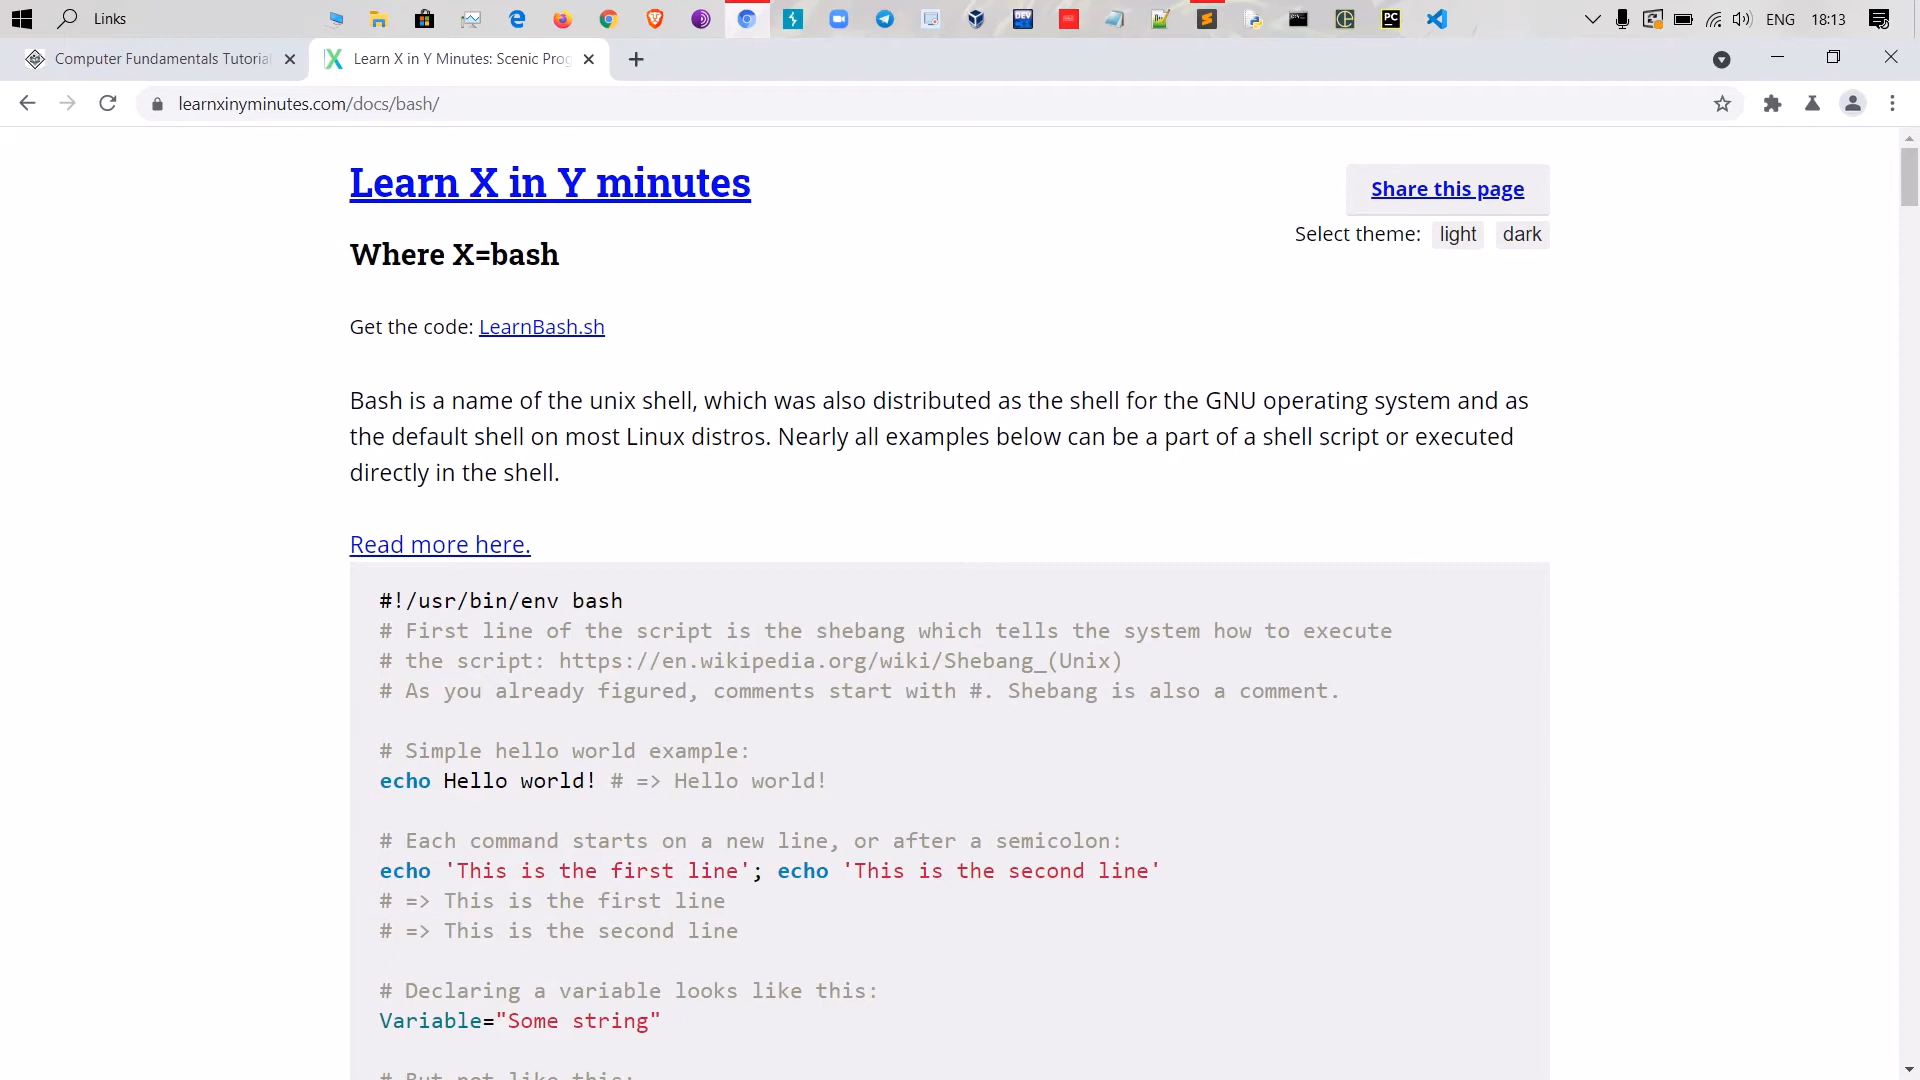 Links
ENG
18:13
Computer Fundamentals Tutoria
Learn X in Y Minutes: Scenic Prog
learnxinyminutes.com/docs/bash/
Learn X in Y minutes
Share this page
Select theme: light dark
Where X=bash
Get the code: LearnBash.sh
Bash is a name of the unix shell, which was also distributed as the shell for the GNU operating system and as
the default shell on most Linux distros. Nearly all examples below can be a part of a shell script or executed
directly in the shell.
Read more here.
#!/usr/bin/env bash
# First line of the script is the shebang which tells the system how to execute
# the script: https://en.wikipedia.org/wiki/Shebang_(Unix)
# As you already figured, comments start with #. Shebang is also a comment.
# Simple hello world example:
echo Hello world! # => Hello world!
# Each command starts on a new line, or after a semicolon:
echo 'This is the first line'; echo 'This is the second line'
# => This is the first line
# => This is the second line
# Declaring a variable looks like this:
Variable="Some string"
# But not like this: